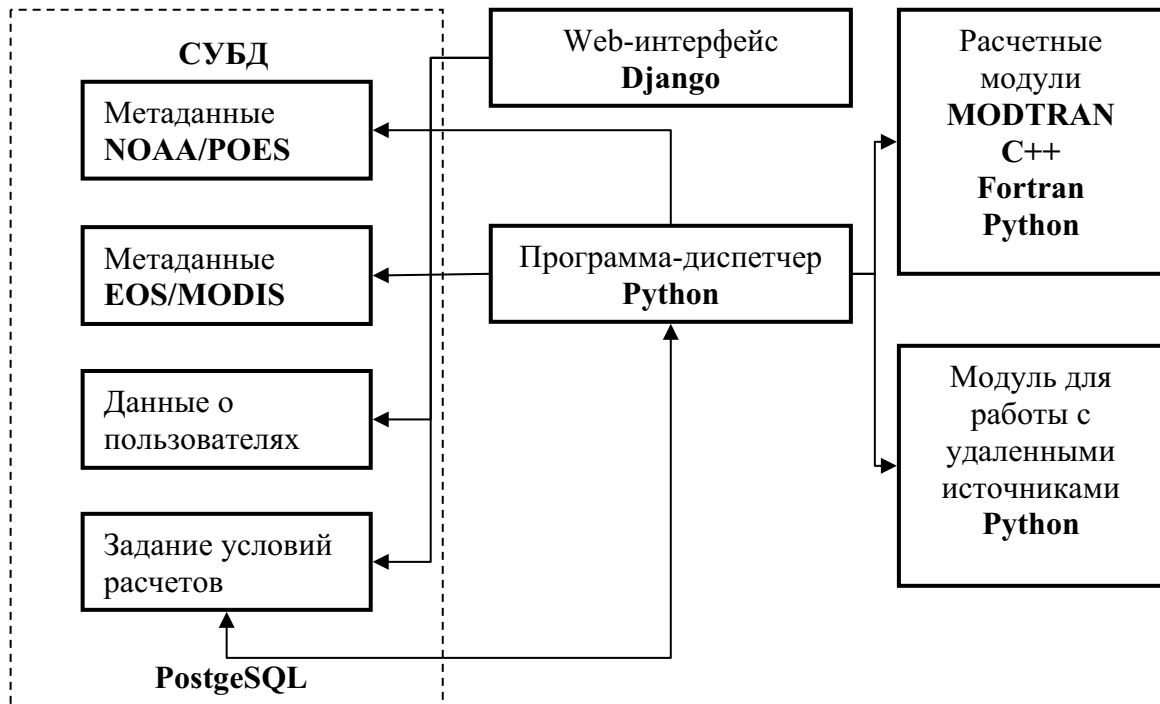 СУБД
Метаданные
NOAA/POES
Метаданные
EOS/MODIS
Данные о
пользователях
Задание условий
расчетов
PostgeSQL
Web-интерфейс
Django
Программа-диспетчер
Python
Расчетные
модули
MODTRAN
C++
Fortran
Python
Модуль для
работы с
удаленными
источниками
Python